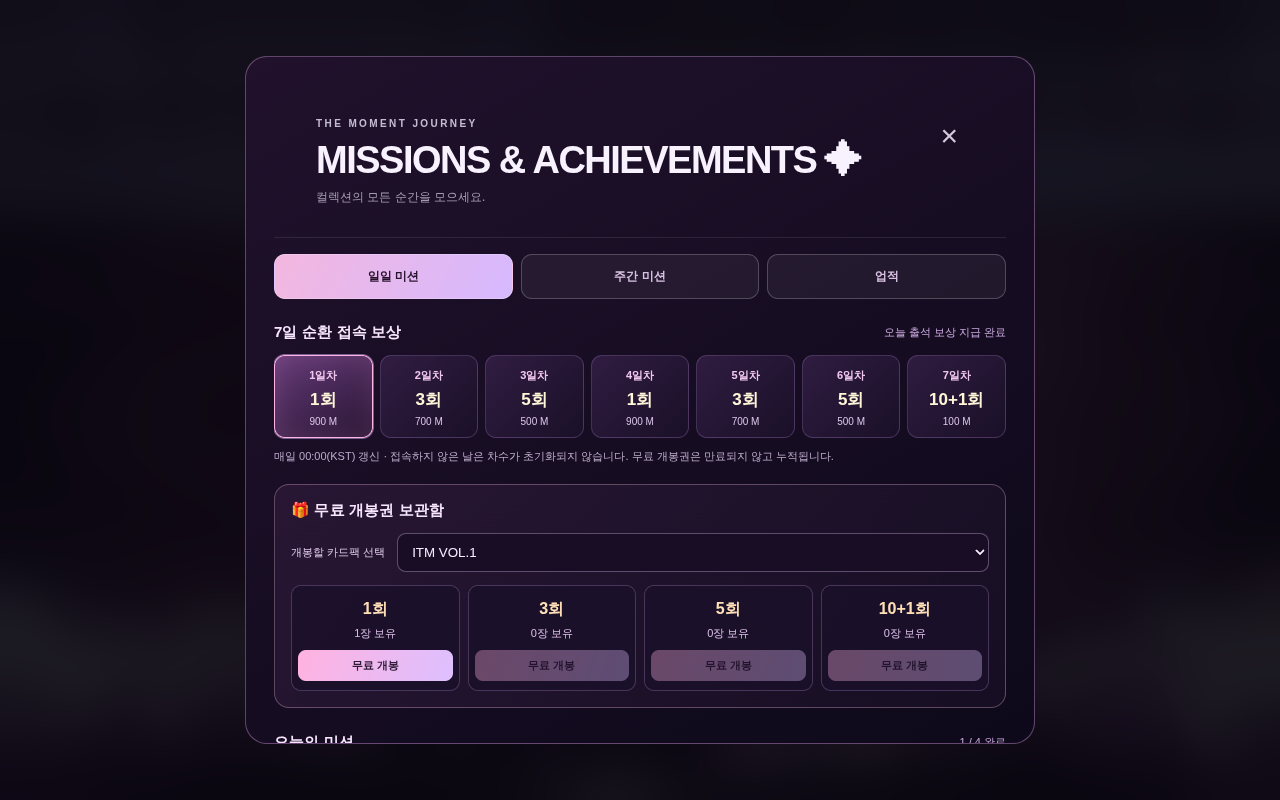 THE MOMENT JOURNEY
MISSIONS & ACHIEVEMENTS
컬렉션의 모든 순간을 모으세요.
일일 미션
주간 미션
업적
7일 순환 접속 보상
오늘 출석 보상 지급 완료
1일차
1회
900 M
2일차
3회
700 M
3일차
5회
500 M
4일차
1회
900 M
5일차
3회
700 M
6일차
5회
500 M
7일차
10+1회
100 M
매일 00:00(KST) 갱신 · 접속하지 않은 날은 차수가 초기화되지 않습니다. 무료 개봉권은 만료되지 않고 누적됩니다.
🎁 무료 개봉권 보관함
개봉할 카드팩 선택
ITM VOL.1
1회
1장 보유
무료 개봉
3회
0장 보유
무료 개봉
5회
0장 보유
무료 개봉
10+1회
0장 보유
무료 개봉
오늘의 미션
1 / 4 완료